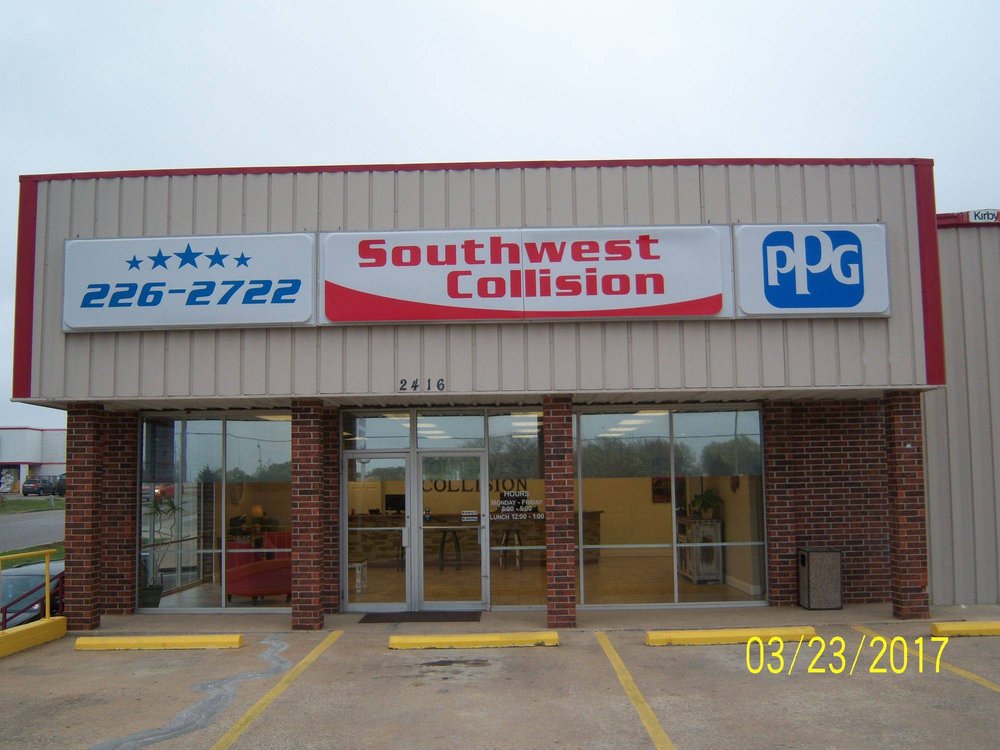 226-2722
Southwest
Collision
PPG
Kirby
2416
COLLISION
HOURS
MONDAY - FRIDAY
8:00 - 5:00
LUNCH 12:00 - 1:00
03/23/2017